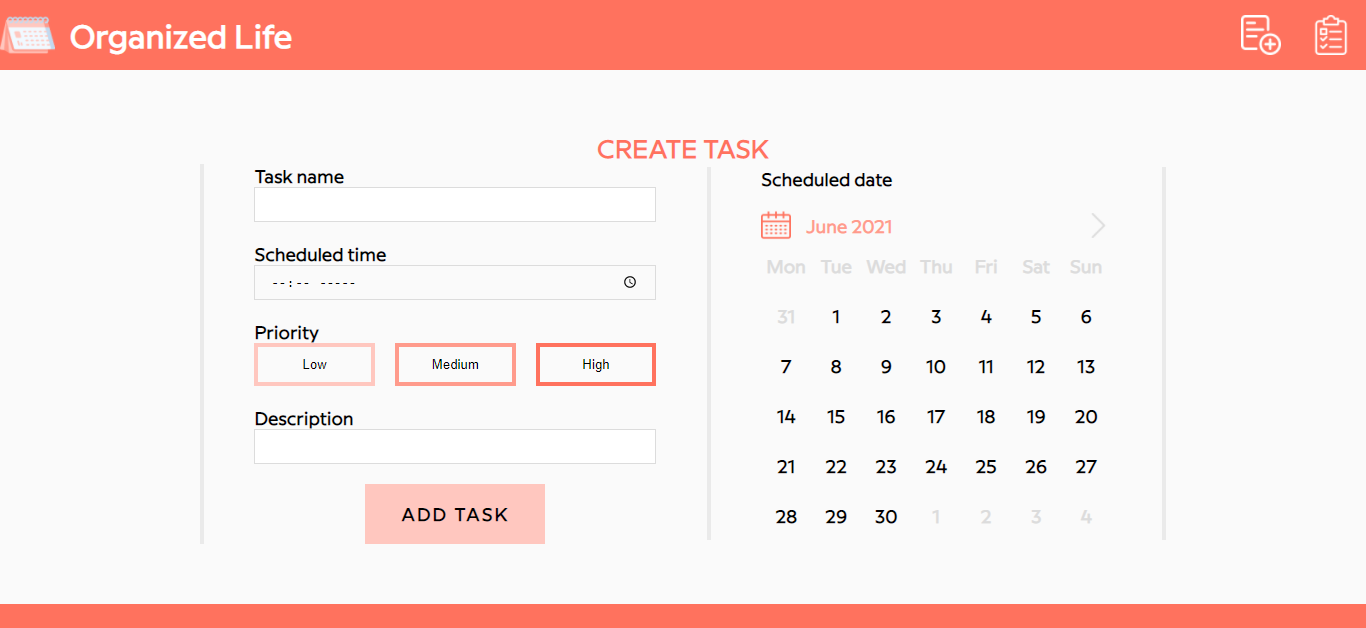 Organized Life
CREATE TASK
Task name
Scheduled time
--:-- -----
Priority
Low Medium High
Description
ADD TASK
Scheduled date
June 2021
Mon Tue Wed Thu Fri Sat Sun
31 1 2 3 4 5 6
7 8 9 10 11 12 13
14 15 16 17 18 19 20
21 22 23 24 25 26 27
28 29 30 1 2 3 4